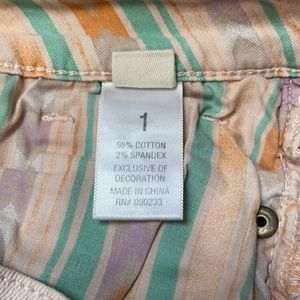 1
98% COTTON
2% SPANDEX
EXCLUSIVE OF
DECORATION
MADE IN CHINA
RN# 090233